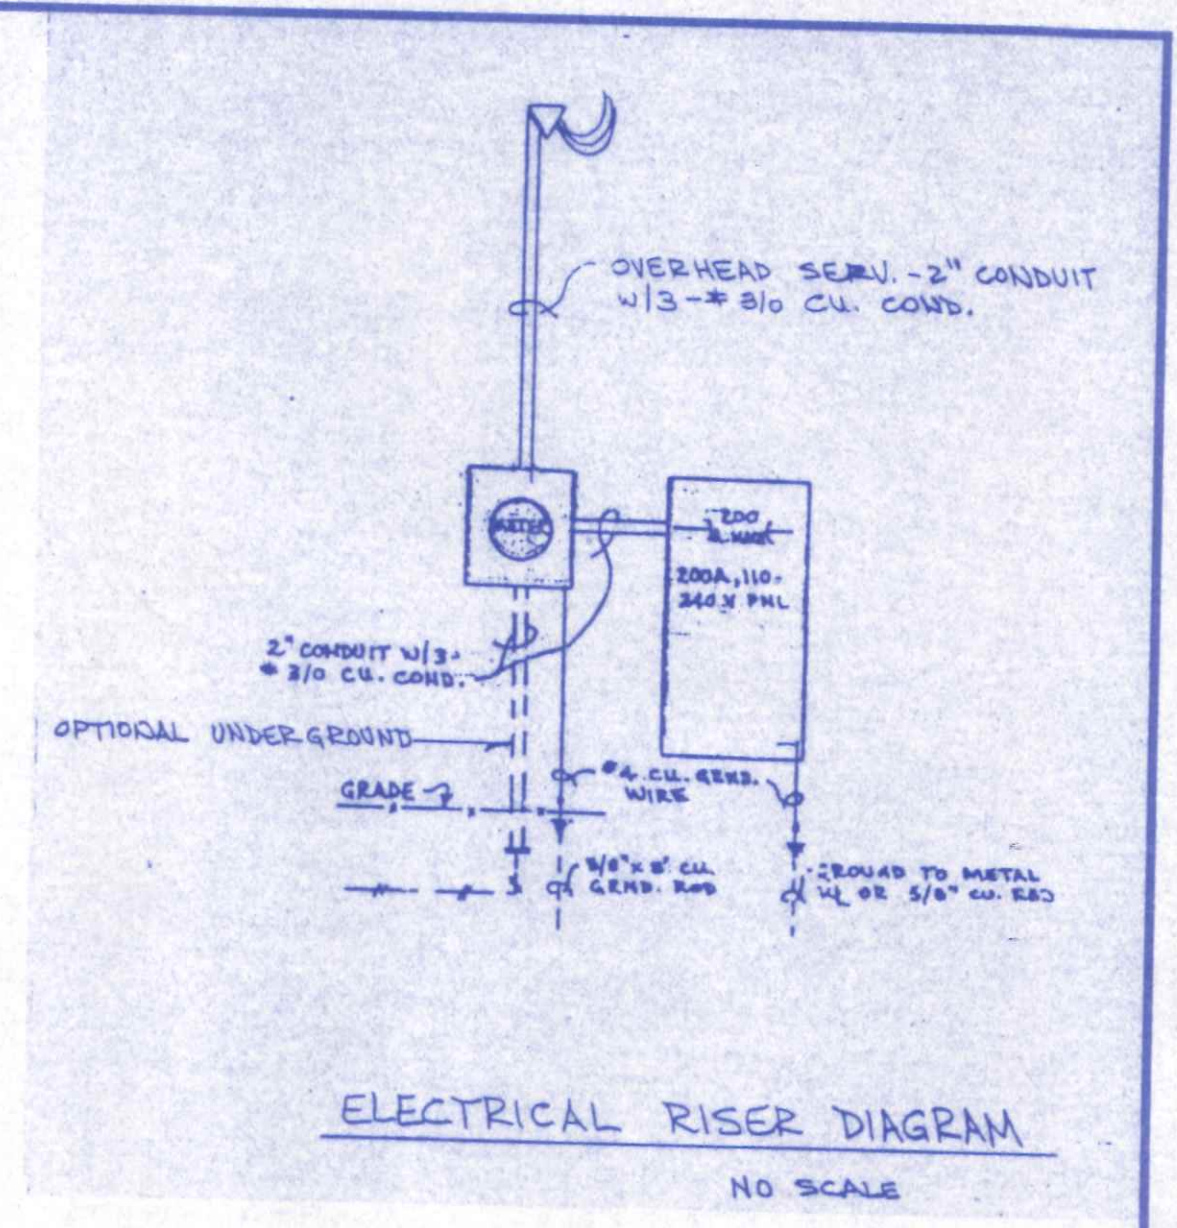 OVERHEAD SERV. - 2" CONDUIT
W/3 - # 3/0 CU. COND.
METER
200
200A, 110-
240 V PNL
2" CONDUIT W/3-
# 3/0 CU. COND.
OPTIONAL UNDERGROUND
GRADE
#4 CU. GRND.
WIRE
5/8" x 8' CU.
GRND. ROD
GROUND TO METAL
OR 5/8" CU. ROD
ELECTRICAL RISER DIAGRAM
NO SCALE